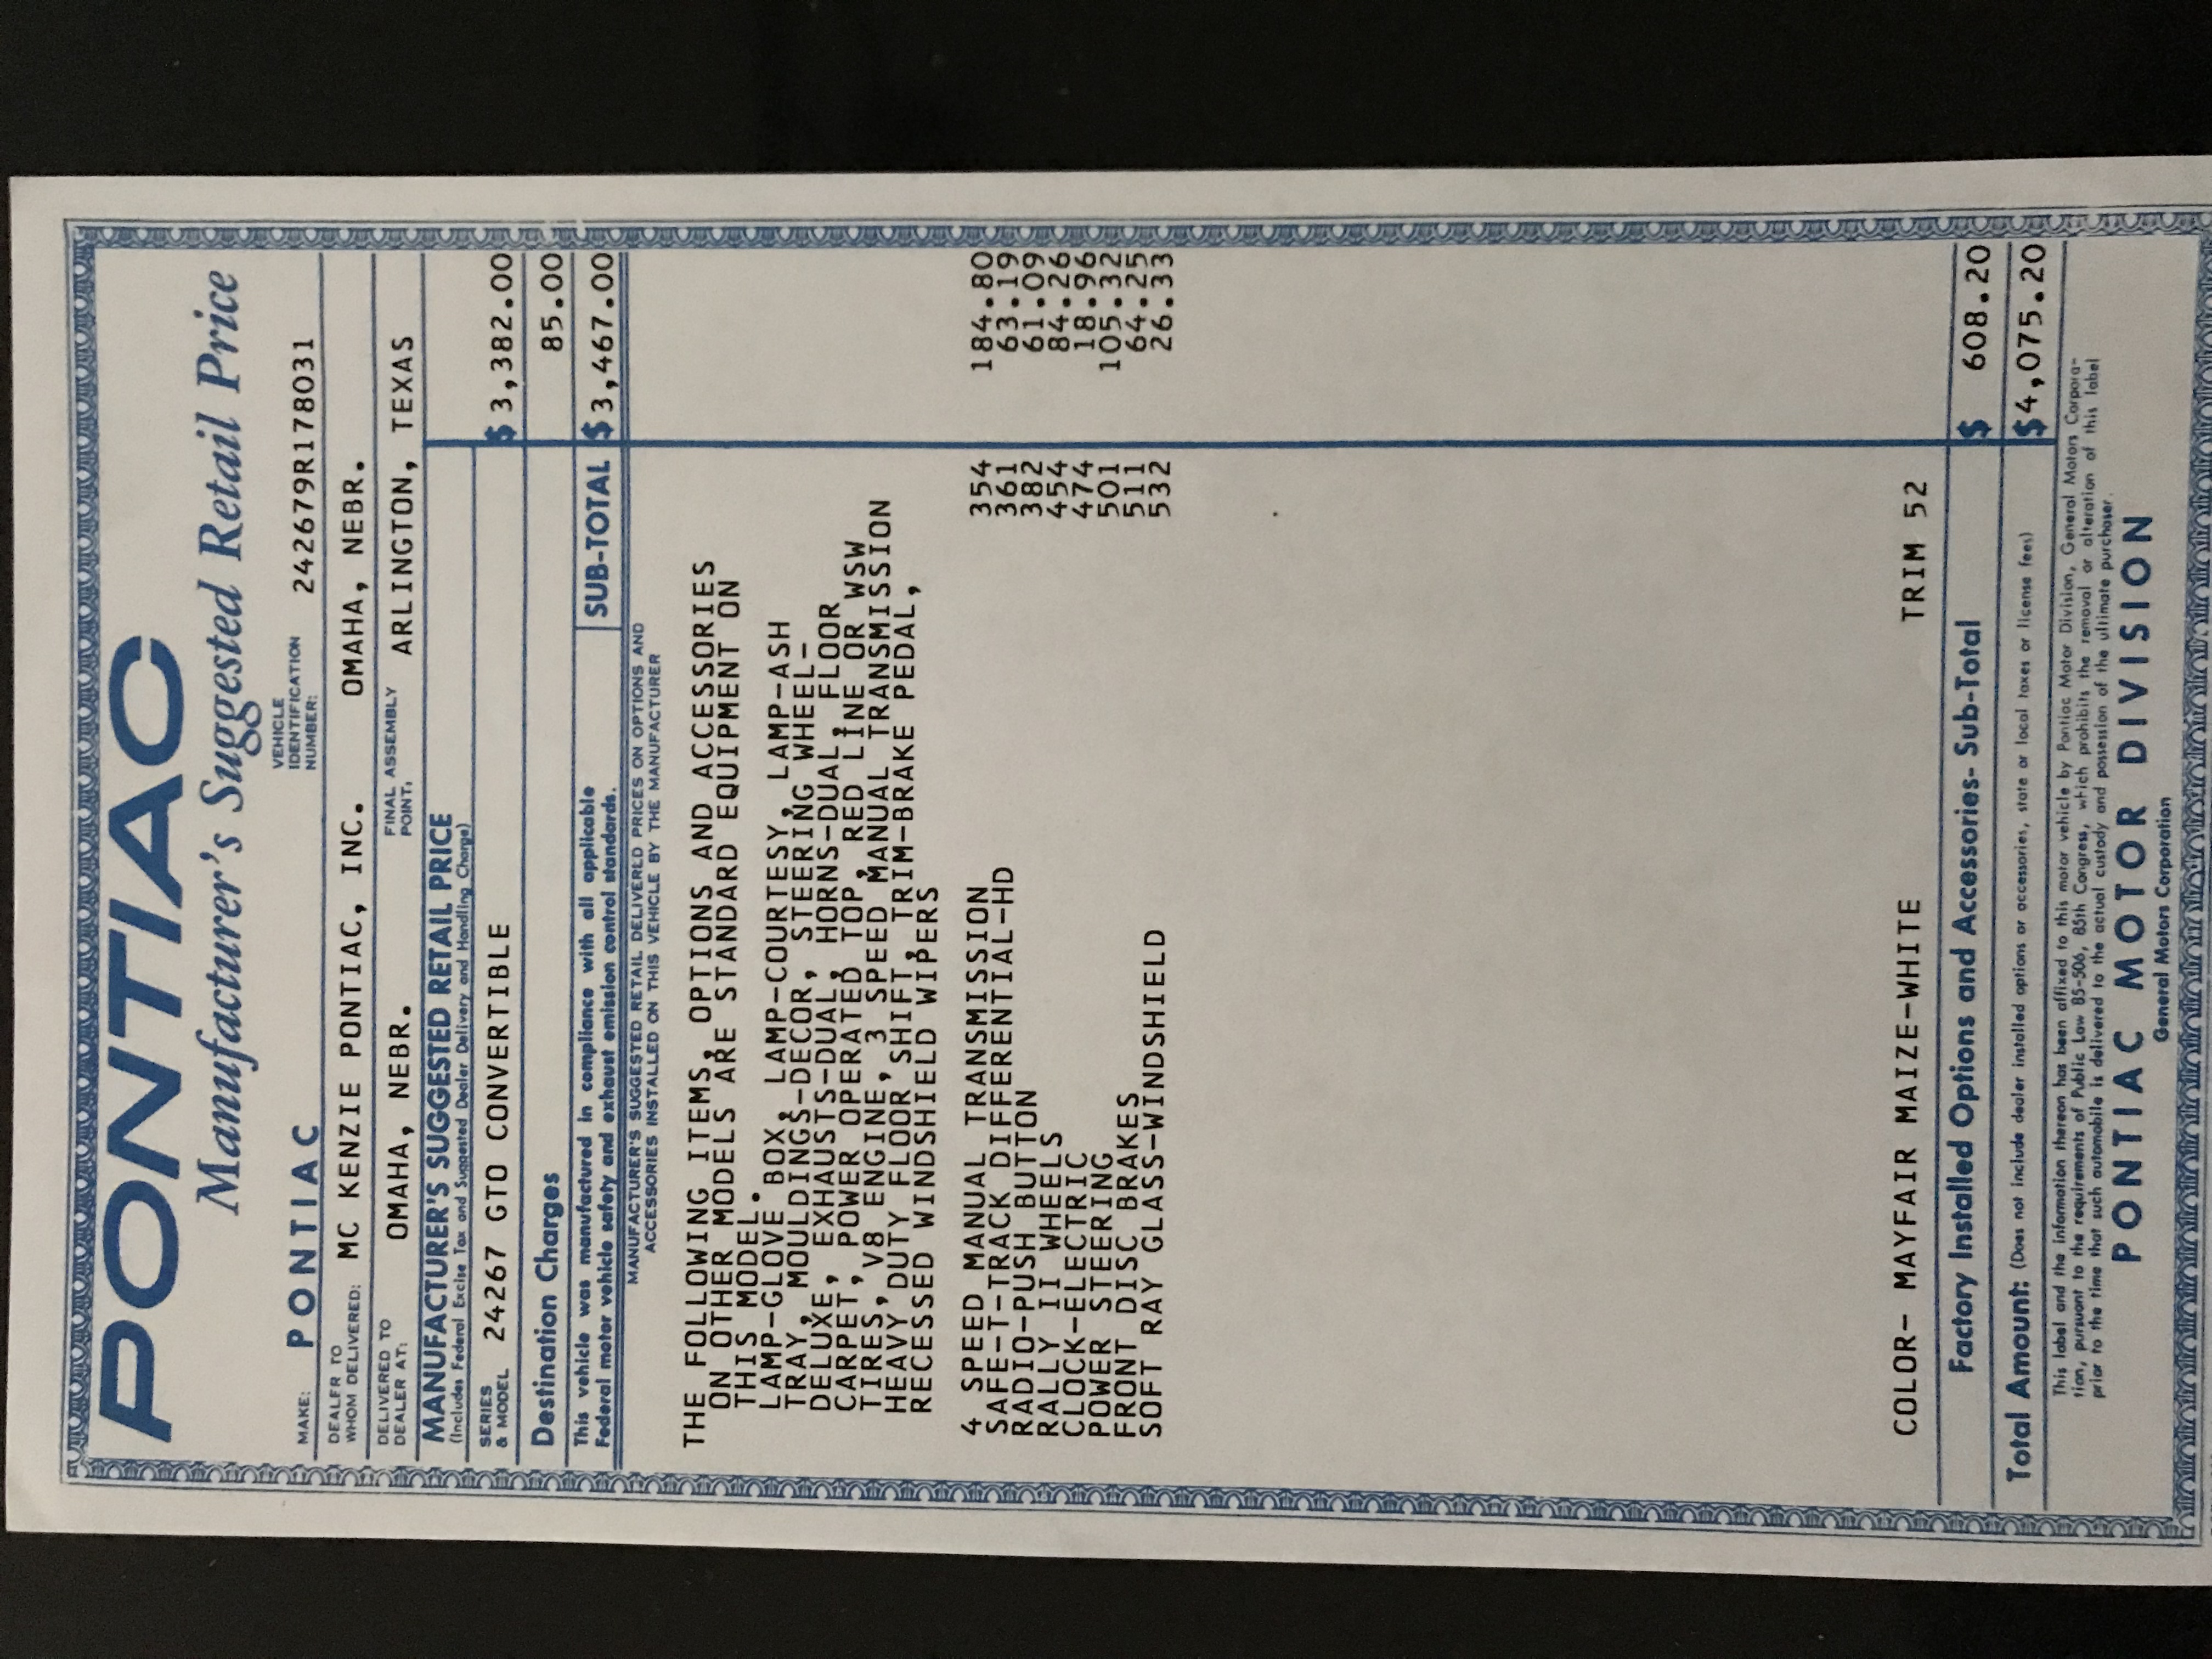 PONTIAC
Manufacturer's Suggested Retail Price
MAKE: PONTIAC VEHICLE IDENTIFICATION NUMBER: 242679R178031
DEALER TO WHOM DELIVERED: MC KENZIE PONTIAC, INC. OMAHA, NEBR.
DELIVERED TO DEALER AT: OMAHA, NEBR. FINAL ASSEMBLY POINT: ARLINGTON, TEXAS
MANUFACTURER'S SUGGESTED RETAIL PRICE
(Includes Federal Excise Tax and Suggested Dealer Delivery and Handling Charge)
SERIES & MODEL 24267 GTO CONVERTIBLE $ 3,382.00
Destination Charges 85.00
This vehicle was manufactured in compliance with all applicable
Federal motor vehicle safety and exhaust emission control standards. SUB-TOTAL $ 3,467.00
MANUFACTURER'S SUGGESTED RETAIL DELIVERED PRICES ON OPTIONS AND
ACCESSORIES INSTALLED ON THIS VEHICLE BY THE MANUFACTURER
THE FOLLOWING ITEMS, OPTIONS AND ACCESSORIES
ON OTHER MODELS ARE STANDARD EQUIPMENT ON
THIS MODEL.
LAMP-GLOVE BOX, LAMP-COURTESY, LAMP-ASH
TRAY, MOULDINGS-DECOR, STEERING WHEEL-
DELUXE, EXHAUSTS-DUAL, HORNS-DUAL, FLOOR
CARPET, POWER OPERATED TOP, RED LINE OR WSW
TIRES, V8 ENGINE, 3 SPEED MANUAL TRANSMISSION
HEAVY DUTY FLOOR SHIFT, TRIM-BRAKE PEDAL,
RECESSED WINDSHIELD WIPERS
4 SPEED MANUAL TRANSMISSION 354 184.80
SAFE-T-TRACK DIFFERENTIAL-HD 361 63.19
RADIO-PUSH BUTTON 382 61.09
RALLY II WHEELS 454 84.26
CLOCK-ELECTRIC 474 18.96
POWER STEERING 501 105.32
FRONT DISC BRAKES 511 64.25
SOFT RAY GLASS-WINDSHIELD 532 26.33
COLOR- MAYFAIR MAIZE-WHITE TRIM 52
Factory Installed Options and Accessories- Sub-Total $ 608.20
Total Amount: (Does not include dealer installed options or accessories, state or local taxes or license fees) $4,075.20
This label and the information thereon has been affixed to this motor vehicle by Pontiac Motor Division, General Motors Corpora-
tion, pursuant to the requirements of Public Law 85-506, 85th Congress, which prohibits the removal or alteration of this label
prior to the time that such automobile is delivered to the actual custody and possession of the ultimate purchaser.
PONTIAC MOTOR DIVISION
General Motors Corporation